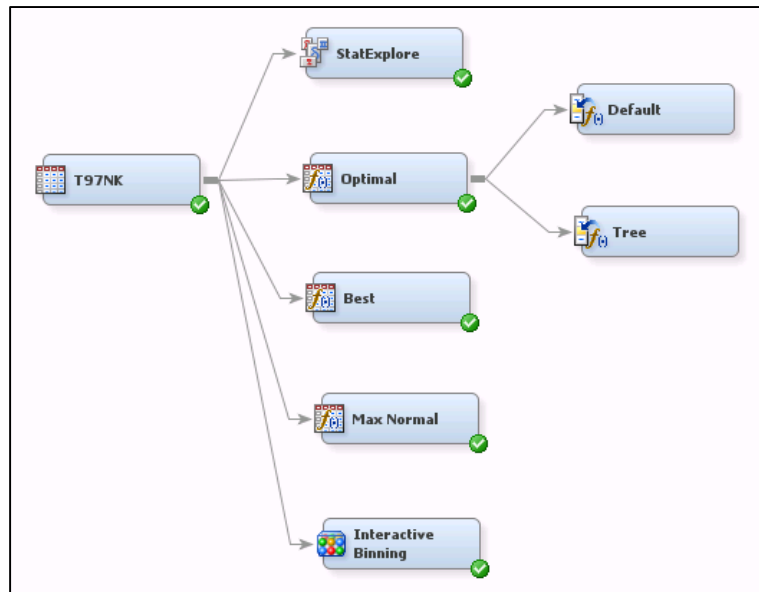 StatExplore
Default
T97NK
Optimal
Tree
Best
Max Normal
Interactive
Binning